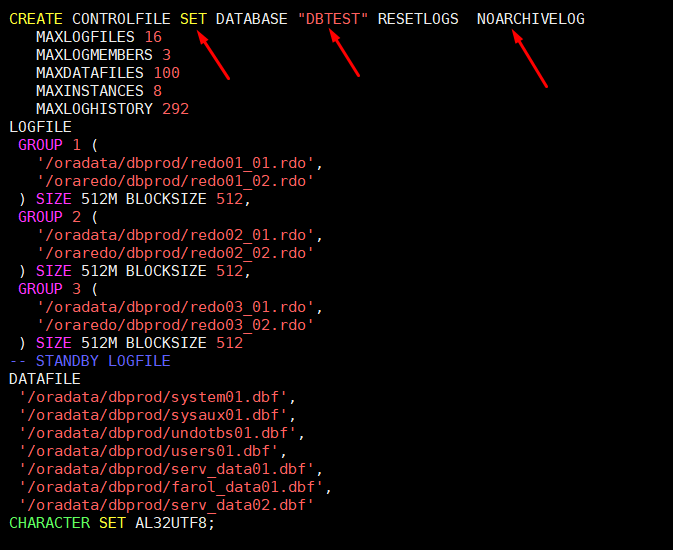 CREATE CONTROLFILE SET DATABASE "DBTEST" RESETLOGS  NOARCHIVELOG
   MAXLOGFILES 16
   MAXLOGMEMBERS 3
   MAXDATAFILES 100
   MAXINSTANCES 8
   MAXLOGHISTORY 292
LOGFILE
 GROUP 1 (
   '/oradata/dbprod/redo01_01.rdo',
   '/oraredo/dbprod/redo01_02.rdo'
 ) SIZE 512M BLOCKSIZE 512,
 GROUP 2 (
   '/oradata/dbprod/redo02_01.rdo',
   '/oraredo/dbprod/redo02_02.rdo'
 ) SIZE 512M BLOCKSIZE 512,
 GROUP 3 (
   '/oradata/dbprod/redo03_01.rdo',
   '/oraredo/dbprod/redo03_02.rdo'
 ) SIZE 512M BLOCKSIZE 512
-- STANDBY LOGFILE
DATAFILE
 '/oradata/dbprod/system01.dbf',
 '/oradata/dbprod/sysaux01.dbf',
 '/oradata/dbprod/undotbs01.dbf',
 '/oradata/dbprod/users01.dbf',
 '/oradata/dbprod/serv_data01.dbf',
 '/oradata/dbprod/farol_data01.dbf',
 '/oradata/dbprod/serv_data02.dbf'
CHARACTER SET AL32UTF8;